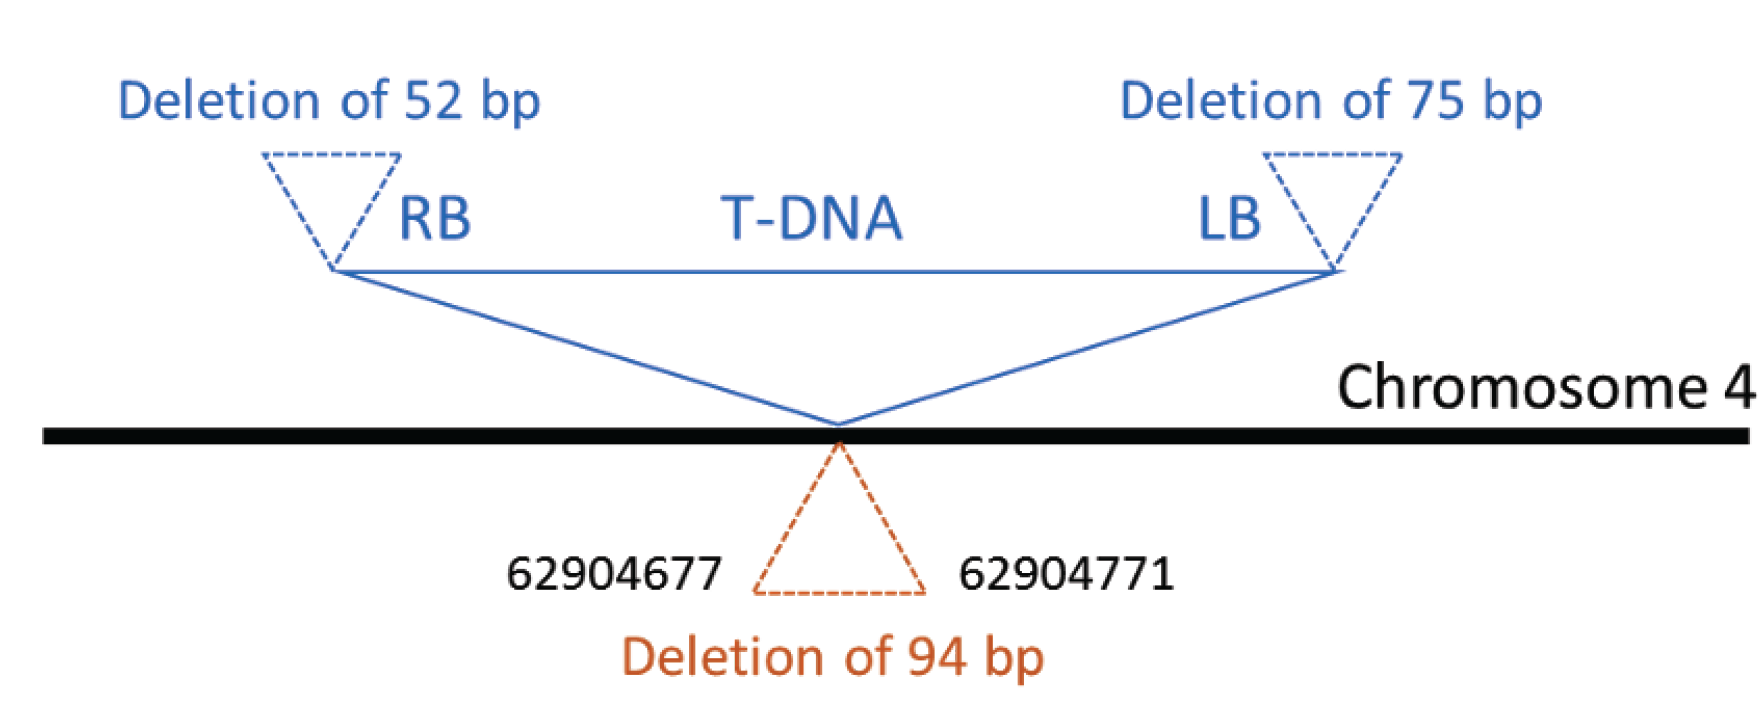 Deletion of 52 bp
Deletion of 75 bp
RB
T-DNA
LB
Chromosome 4
62904677
62904771
Deletion of 94 bp